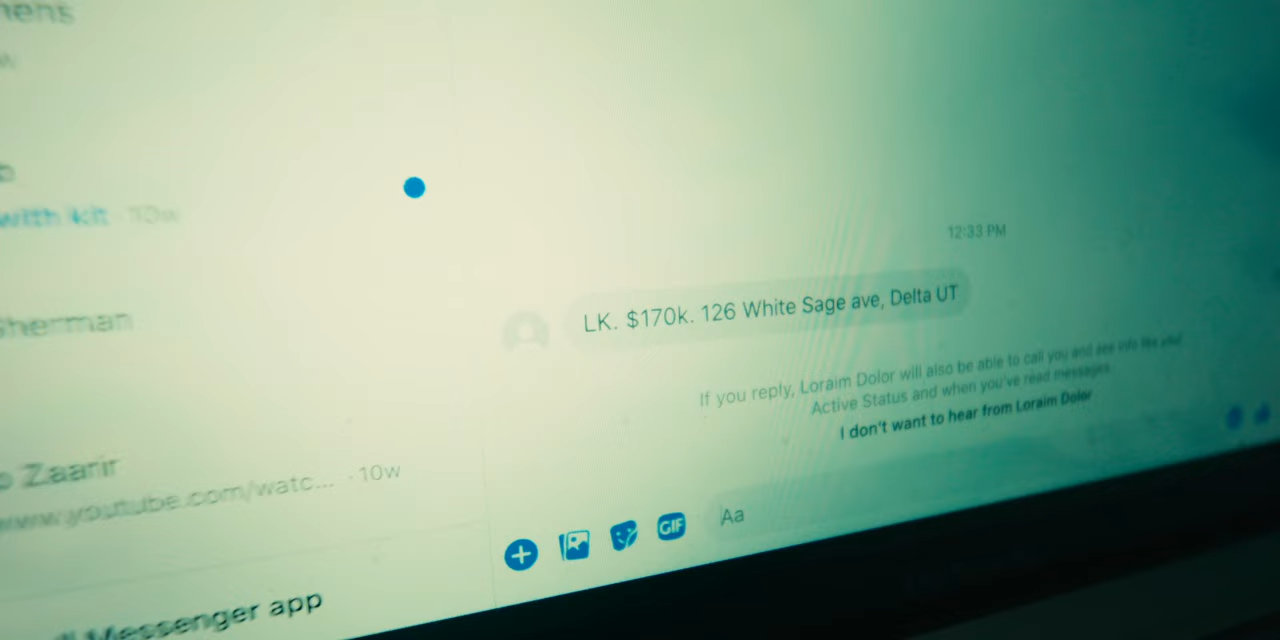 with kit · 10w
Sherman
Zaarir
www.youtube.com/watc... · 10w
Messenger app
12:33 PM
LK. $170k. 126 White Sage ave, Delta UT
If you reply, Loraim Dolor will also be able to call you and see info like your
Active Status and when you've read messages.
I don't want to hear from Loraim Dolor
GIF
Aa